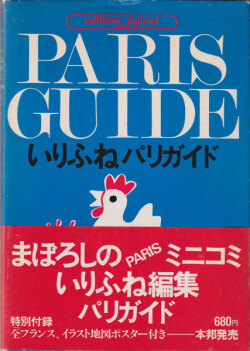 PARIS
GUIDE
いりふねパリガイド
まぼろしの PARIS ミニコミ
いりふね編集
パリガイド
特別付録
全フランス、イラスト地図ポスター付き――本邦発売
680円